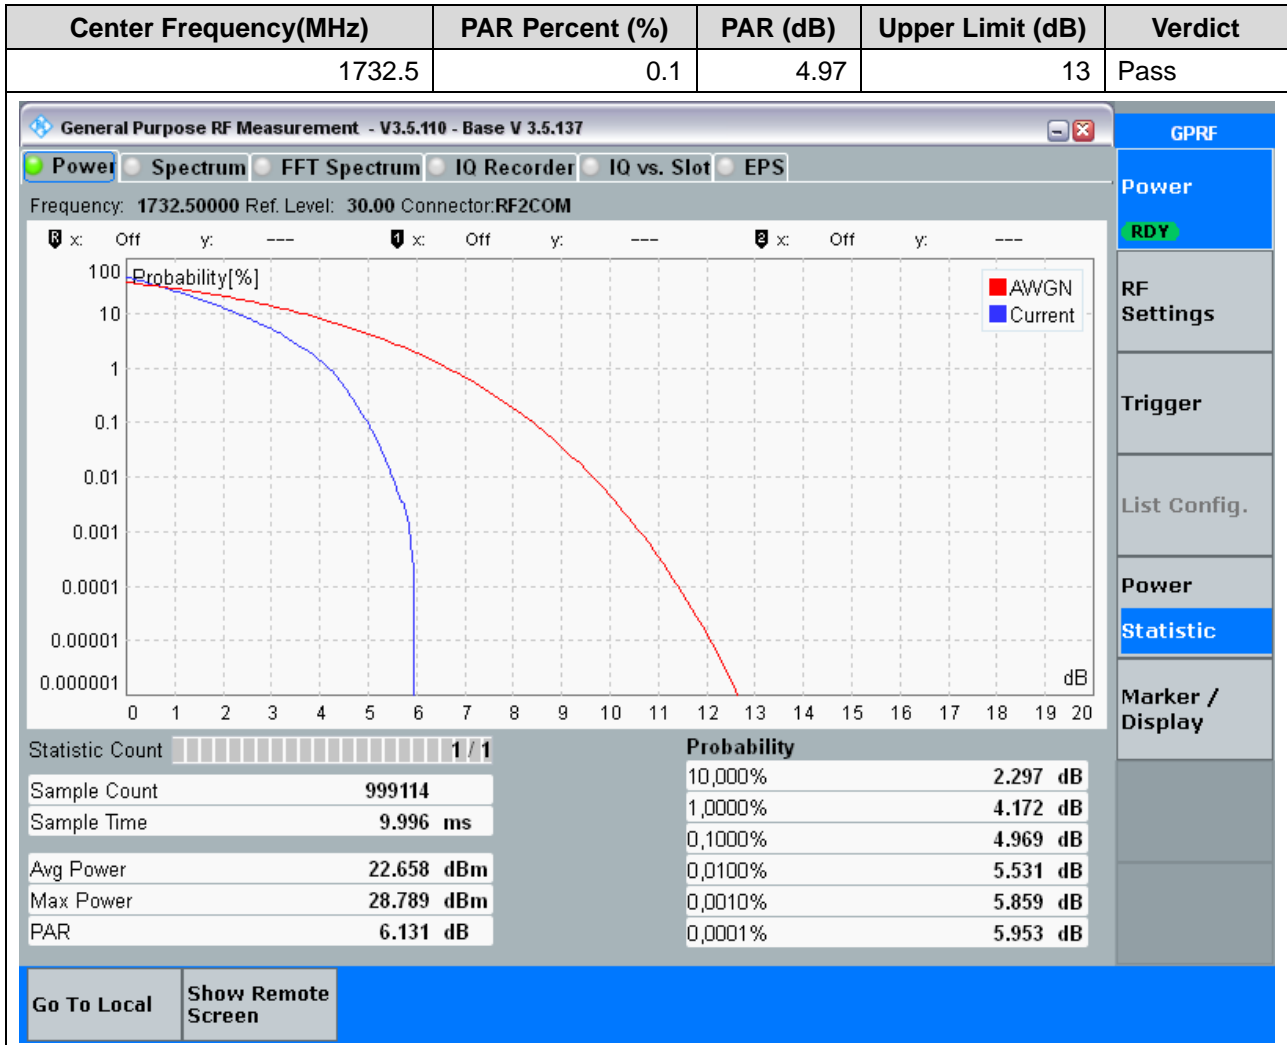 Center Frequency(MHz) PAR Percent (%) PAR (dB) Upper Limit (dB) Verdict
1732.5 0.1 4.97 13 Pass
General Purpose RF Measurement - V3.5.110 - Base V 3.5.137
GPRF
Power Spectrum FFT Spectrum IQ Recorder IQ vs. Slot EPS
Frequency: 1732.50000 Ref. Level: 30.00 Connector:RF2COM
R x: Off y: --- 1 x: Off y: --- 2 x: Off y: ---
Probability[%]
AWGN
Current
100
10
1
0.1
0.01
0.001
0.0001
0.00001
0.000001
dB
0 1 2 3 4 5 6 7 8 9 10 11 12 13 14 15 16 17 18 19 20
Statistic Count 1 / 1
Sample Count 999114
Sample Time 9.996 ms
Avg Power 22.658 dBm
Max Power 28.789 dBm
PAR 6.131 dB
Probability
10,000% 2.297 dB
1,0000% 4.172 dB
0,1000% 4.969 dB
0,0100% 5.531 dB
0,0010% 5.859 dB
0,0001% 5.953 dB
Power
RDY
RF
Settings
Trigger
List Config.
Power
Statistic
Marker /
Display
Go To Local
Show Remote
Screen